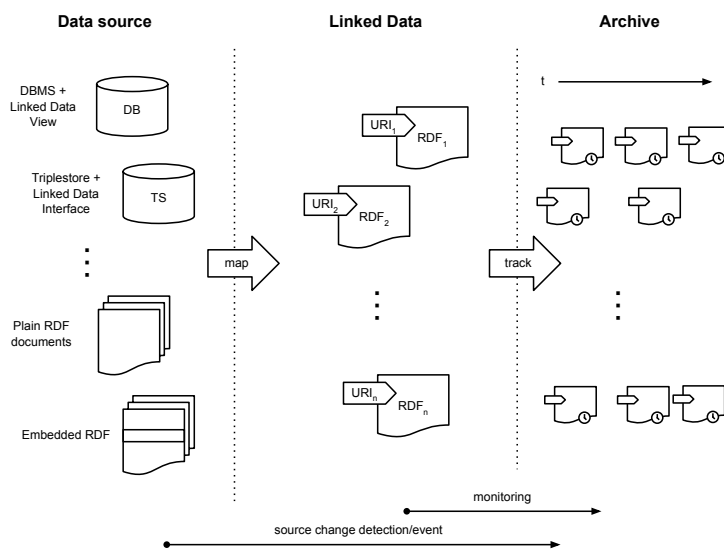 Data source
Linked Data
Archive
DBMS +
Linked Data
View
DB
URI1
RDF1
t
Triplestore +
Linked Data
Interface
TS
URI2
RDF2
map
track
Plain RDF
documents
URIn
RDFn
Embedded RDF
monitoring
source change detection/event